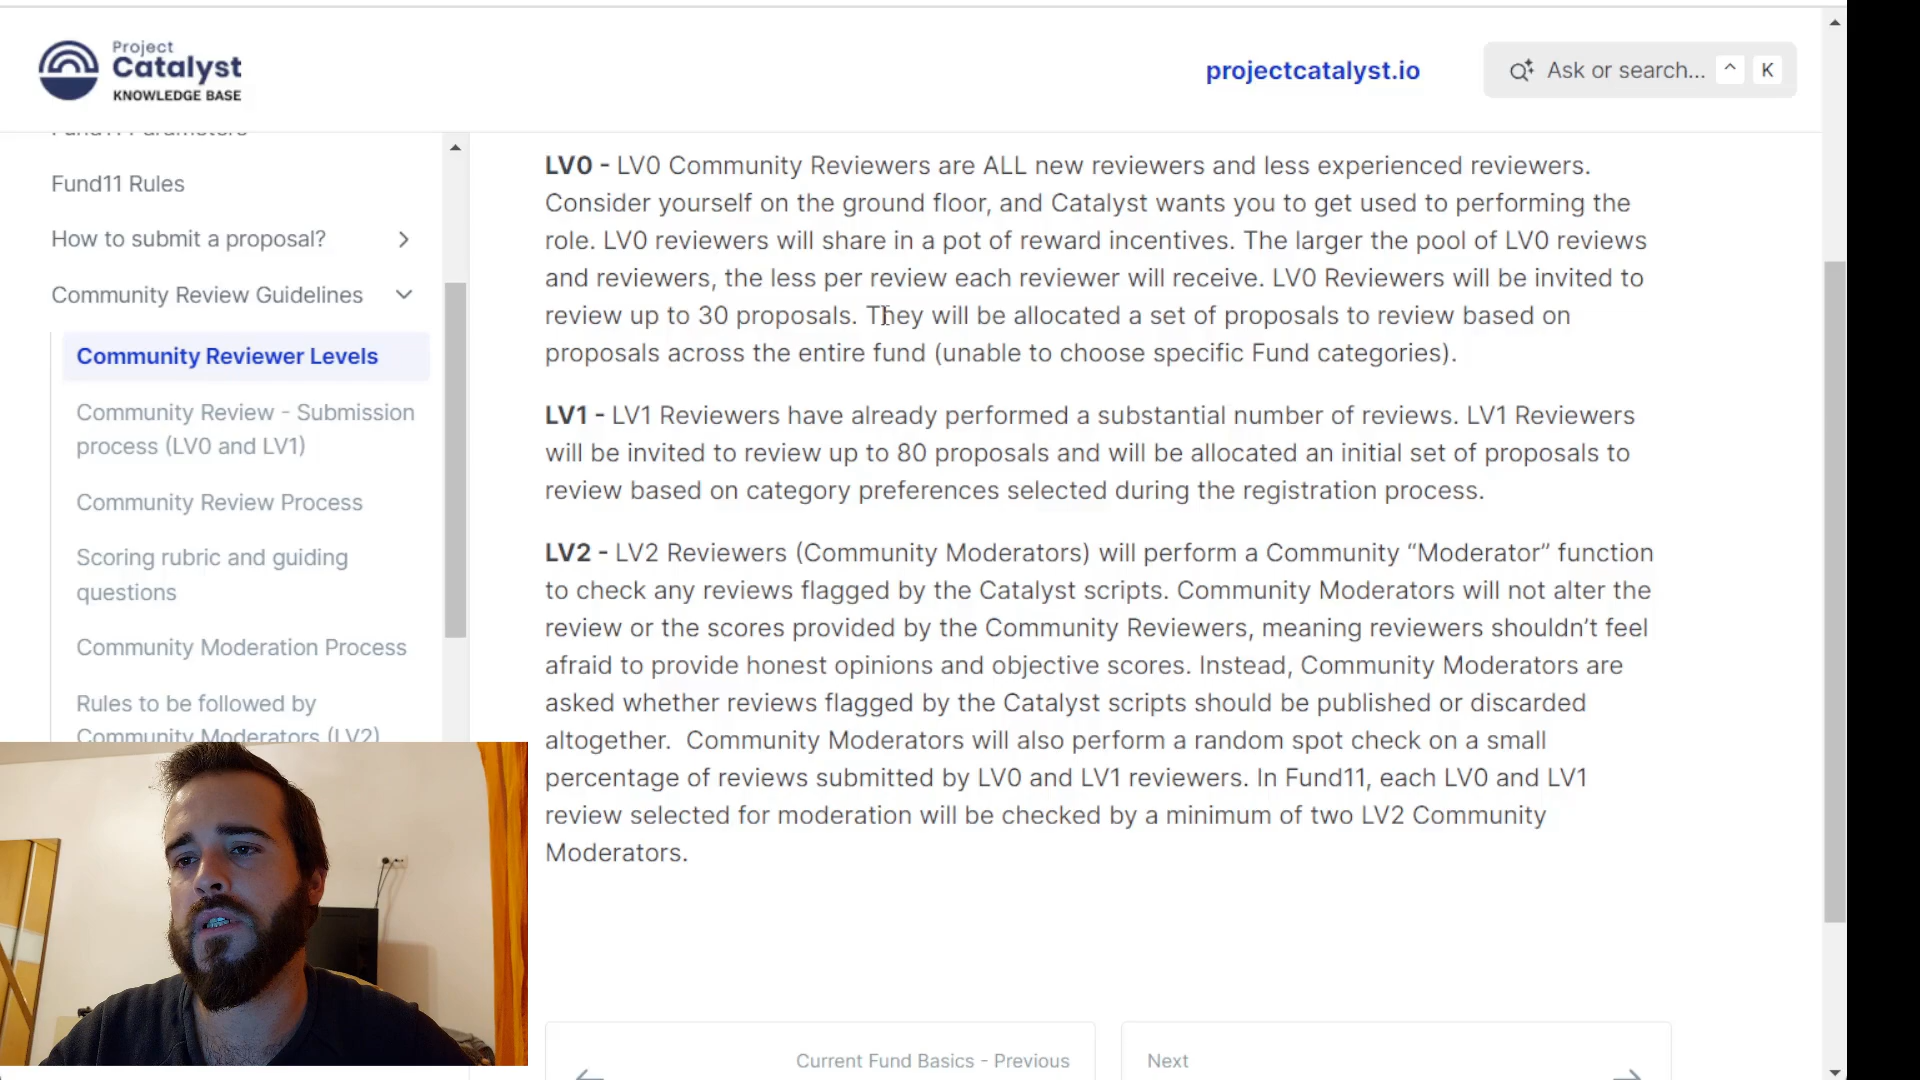 Project
Catalyst
KNOWLEDGE BASE
projectcatalyst.io
Ask or search...
^
K
Fund11 Parameters
Fund11 Rules
How to submit a proposal?
Community Review Guidelines
Community Reviewer Levels
Community Review - Submission
process (LV0 and LV1)
Community Review Process
Scoring rubric and guiding
questions
Community Moderation Process
Rules to be followed by
Community Moderators (LV2)
LV0 - LV0 Community Reviewers are ALL new reviewers and less experienced reviewers.
Consider yourself on the ground floor, and Catalyst wants you to get used to performing the
role. LV0 reviewers will share in a pot of reward incentives. The larger the pool of LV0 reviews
and reviewers, the less per review each reviewer will receive. LV0 Reviewers will be invited to
review up to 30 proposals. They will be allocated a set of proposals to review based on
proposals across the entire fund (unable to choose specific Fund categories).
LV1 - LV1 Reviewers have already performed a substantial number of reviews. LV1 Reviewers
will be invited to review up to 80 proposals and will be allocated an initial set of proposals to
review based on category preferences selected during the registration process.
LV2 - LV2 Reviewers (Community Moderators) will perform a Community “Moderator” function
to check any reviews flagged by the Catalyst scripts. Community Moderators will not alter the
review or the scores provided by the Community Reviewers, meaning reviewers shouldn’t feel
afraid to provide honest opinions and objective scores. Instead, Community Moderators are
asked whether reviews flagged by the Catalyst scripts should be published or discarded
altogether.  Community Moderators will also perform a random spot check on a small
percentage of reviews submitted by LV0 and LV1 reviewers. In Fund11, each LV0 and LV1
review selected for moderation will be checked by a minimum of two LV2 Community
Moderators.
Current Fund Basics - Previous
Next